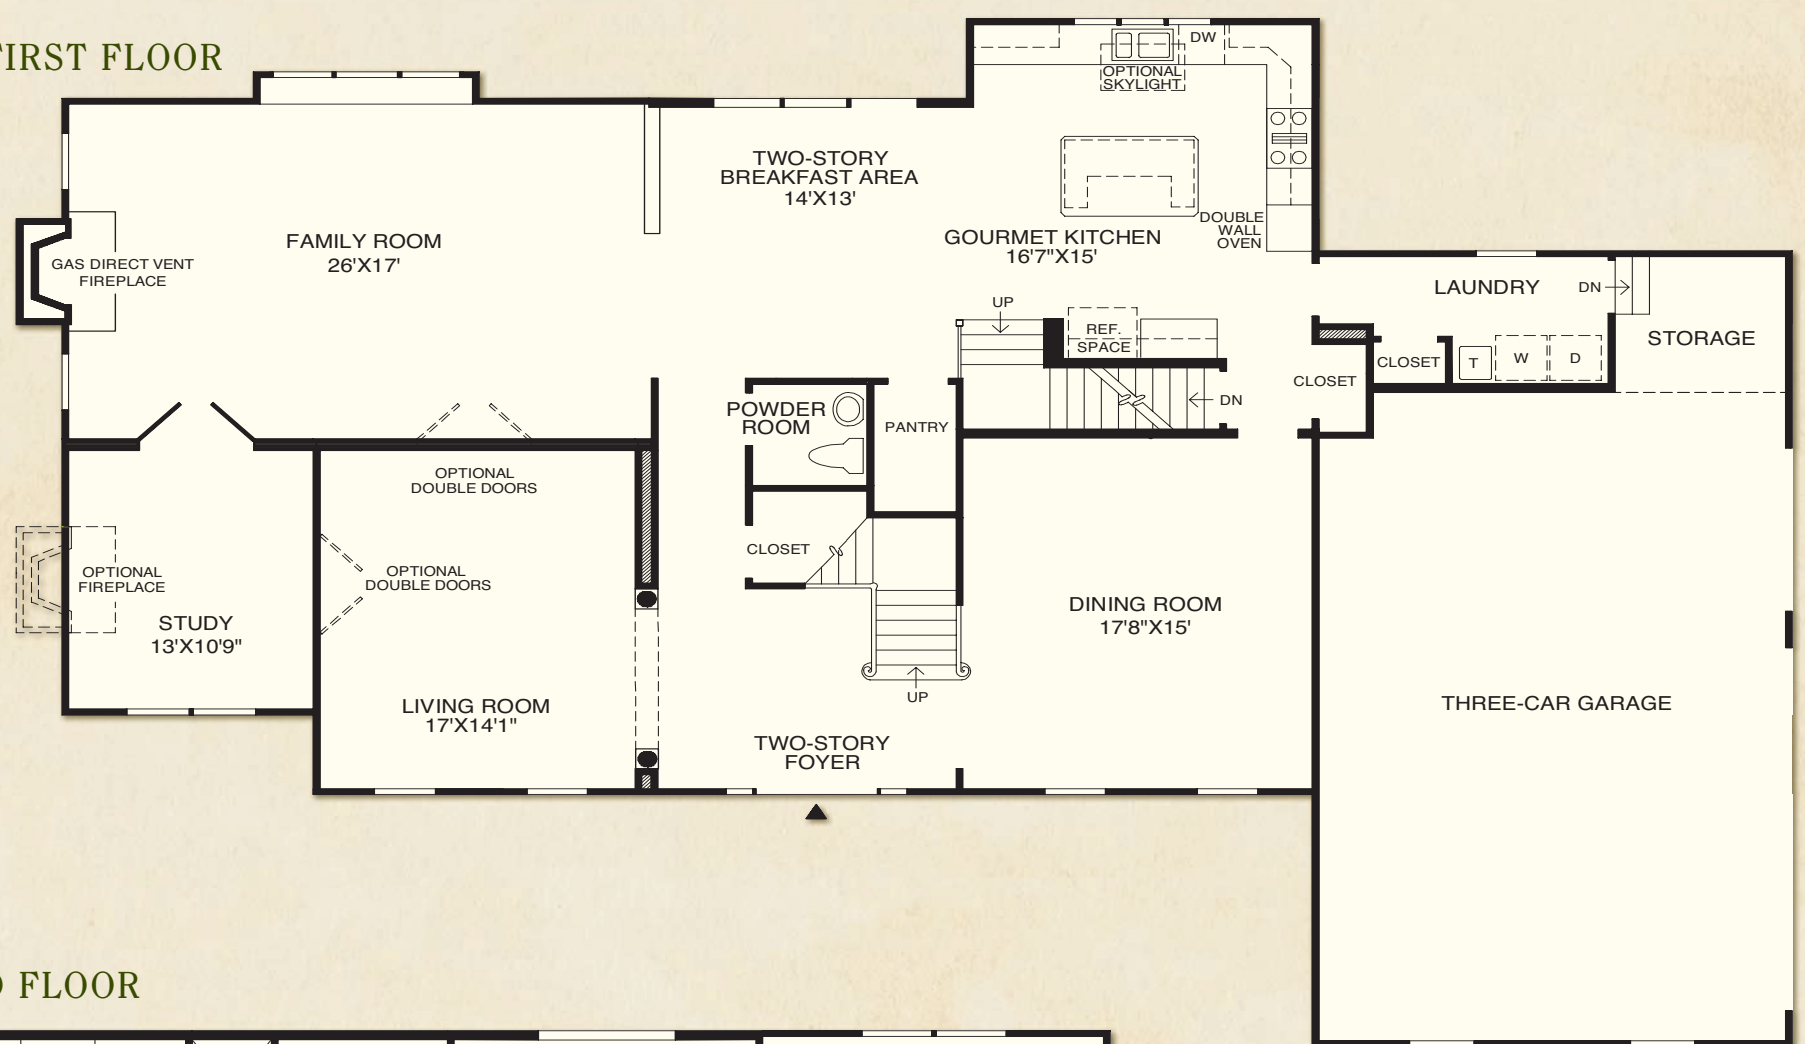 FIRST FLOOR
DW
OPTIONAL
SKYLIGHT
TWO-STORY
BREAKFAST AREA
14'X13'
FAMILY ROOM
26'X17'
GAS DIRECT VENT
FIREPLACE
GOURMET KITCHEN
16'7"X15'
DOUBLE
WALL
OVEN
LAUNDRY
DN
STORAGE
UP
REF.
SPACE
CLOSET
T
W
D
CLOSET
DN
POWDER
ROOM
PANTRY
OPTIONAL
DOUBLE DOORS
OPTIONAL
DOUBLE DOORS
OPTIONAL
FIREPLACE
STUDY
13'X10'9"
CLOSET
DINING ROOM
17'8"X15'
LIVING ROOM
17'X14'1"
UP
TWO-STORY
FOYER
THREE-CAR GARAGE
FLOOR